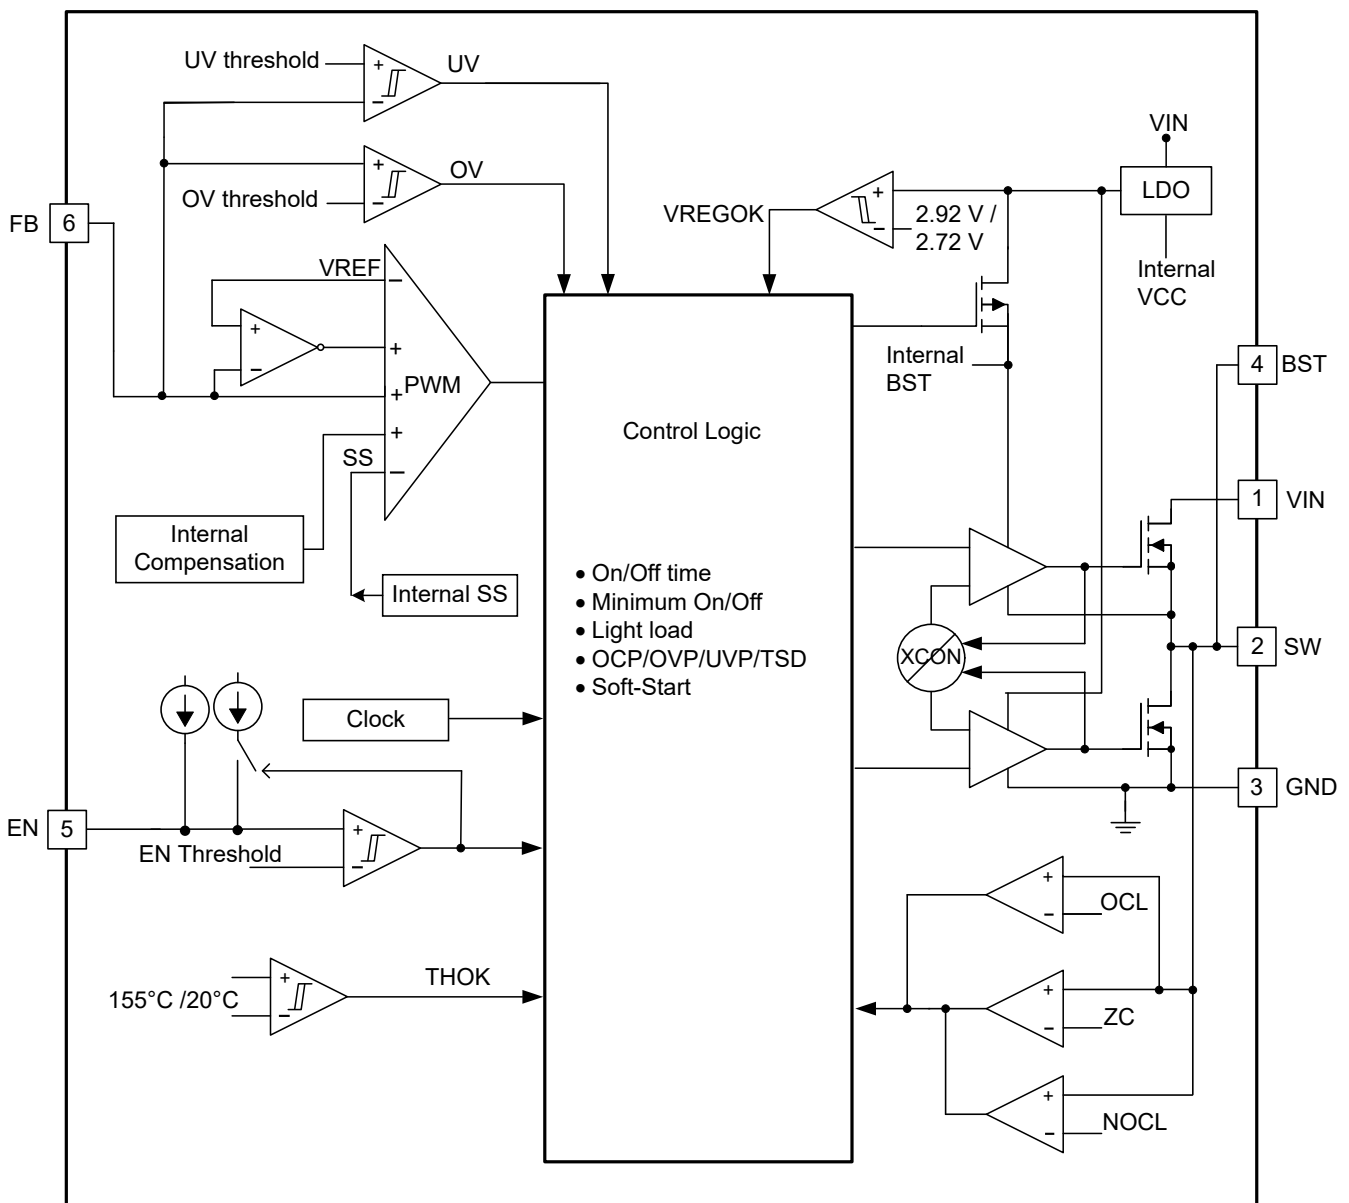 UV threshold
+
−
UV
OV threshold
+
−
OV
FB
6
VREF
−
+
−
+
+
PWM
+
SS
−
Internal
Compensation
Internal SS
Clock
EN
5
EN Threshold
+
−
155°C /20°C
+
−
THOK
Control Logic
• On/Off time
• Minimum On/Off
• Light load
• OCP/OVP/UVP/TSD
• Soft-Start
VREGOK
+
−
2.92 V /
2.72 V
VIN
LDO
Internal
VCC
Internal
BST
4
BST
1
VIN
XCON
2
SW
3
GND
+
−
OCL
+
−
ZC
+
−
NOCL